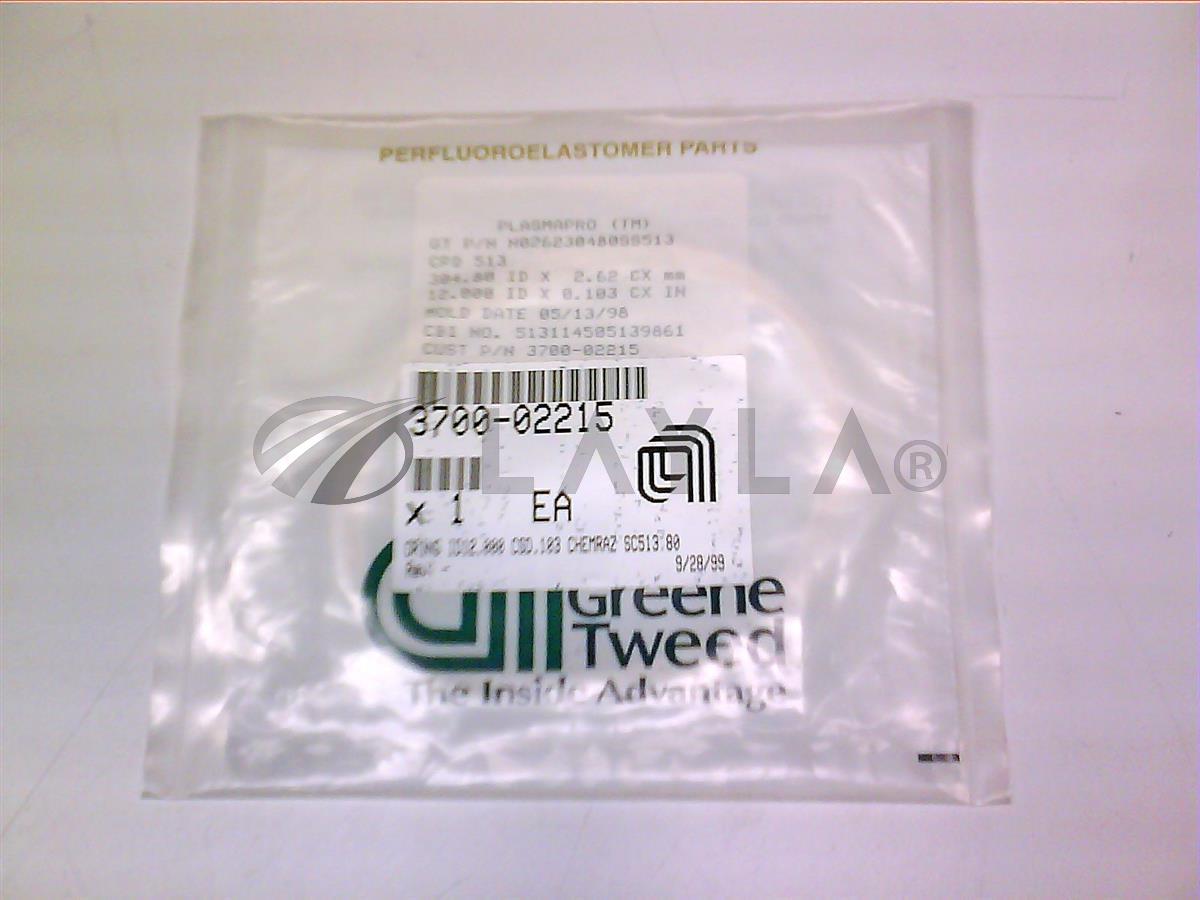 PERFLUOROELASTOMER PARTS
PLASMAPRO (TM)
GT P/N
CPD 513
304.80 ID X 2.62 CX mm
12.000 ID X 0.103 CX IN
MOLD DATE 05/13/98
CBI NO. 513114505139861
CUST P/N 3700-02215
3700-02215
LAYLA®
x 1 EA
ORING ID12.000 CSD.103 CHEMRAZ SC513 80
9/28/99
Greene
Tweed
The Inside Advantage